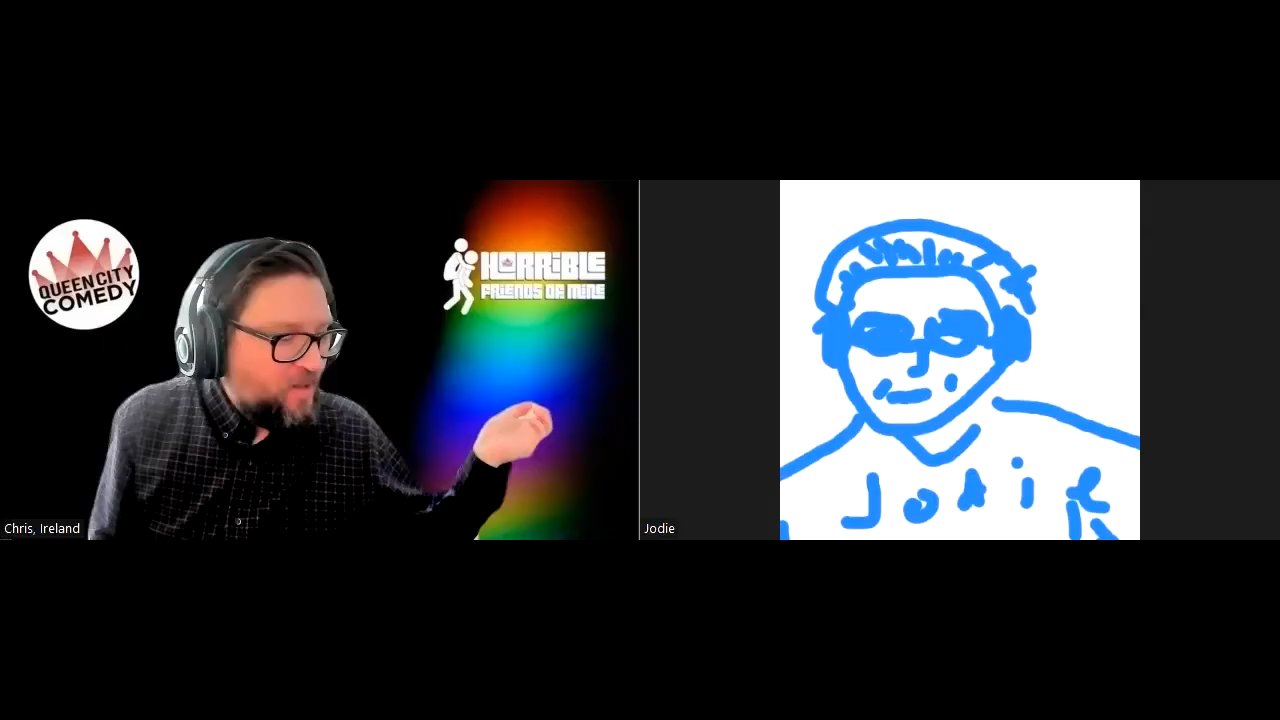 QUEEN CITY
COMEDY
HORRIBLE
FRIENDS OF MINE
Jodie
Chris, Ireland
Jodie